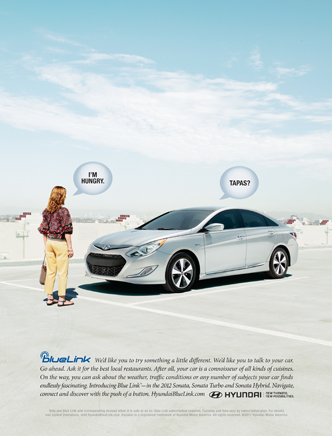 I'M
HUNGRY.
TAPAS?
BlueLink We'd like you to try something a little different. We'd like you to talk to your car.
Go ahead. Ask it for the best local restaurants. After all, your car is a connoisseur of all kinds of cuisines.
On the way, you can ask about the weather, traffic conditions or any number of subjects your car finds
endlessly fascinating. Introducing Blue Link—in the 2012 Sonata, Sonata Turbo and Sonata Hybrid. Navigate,
connect and discover with the push of a button. HyundaiBlueLink.com HYUNDAI NEW THINKING.
NEW POSSIBILITIES.